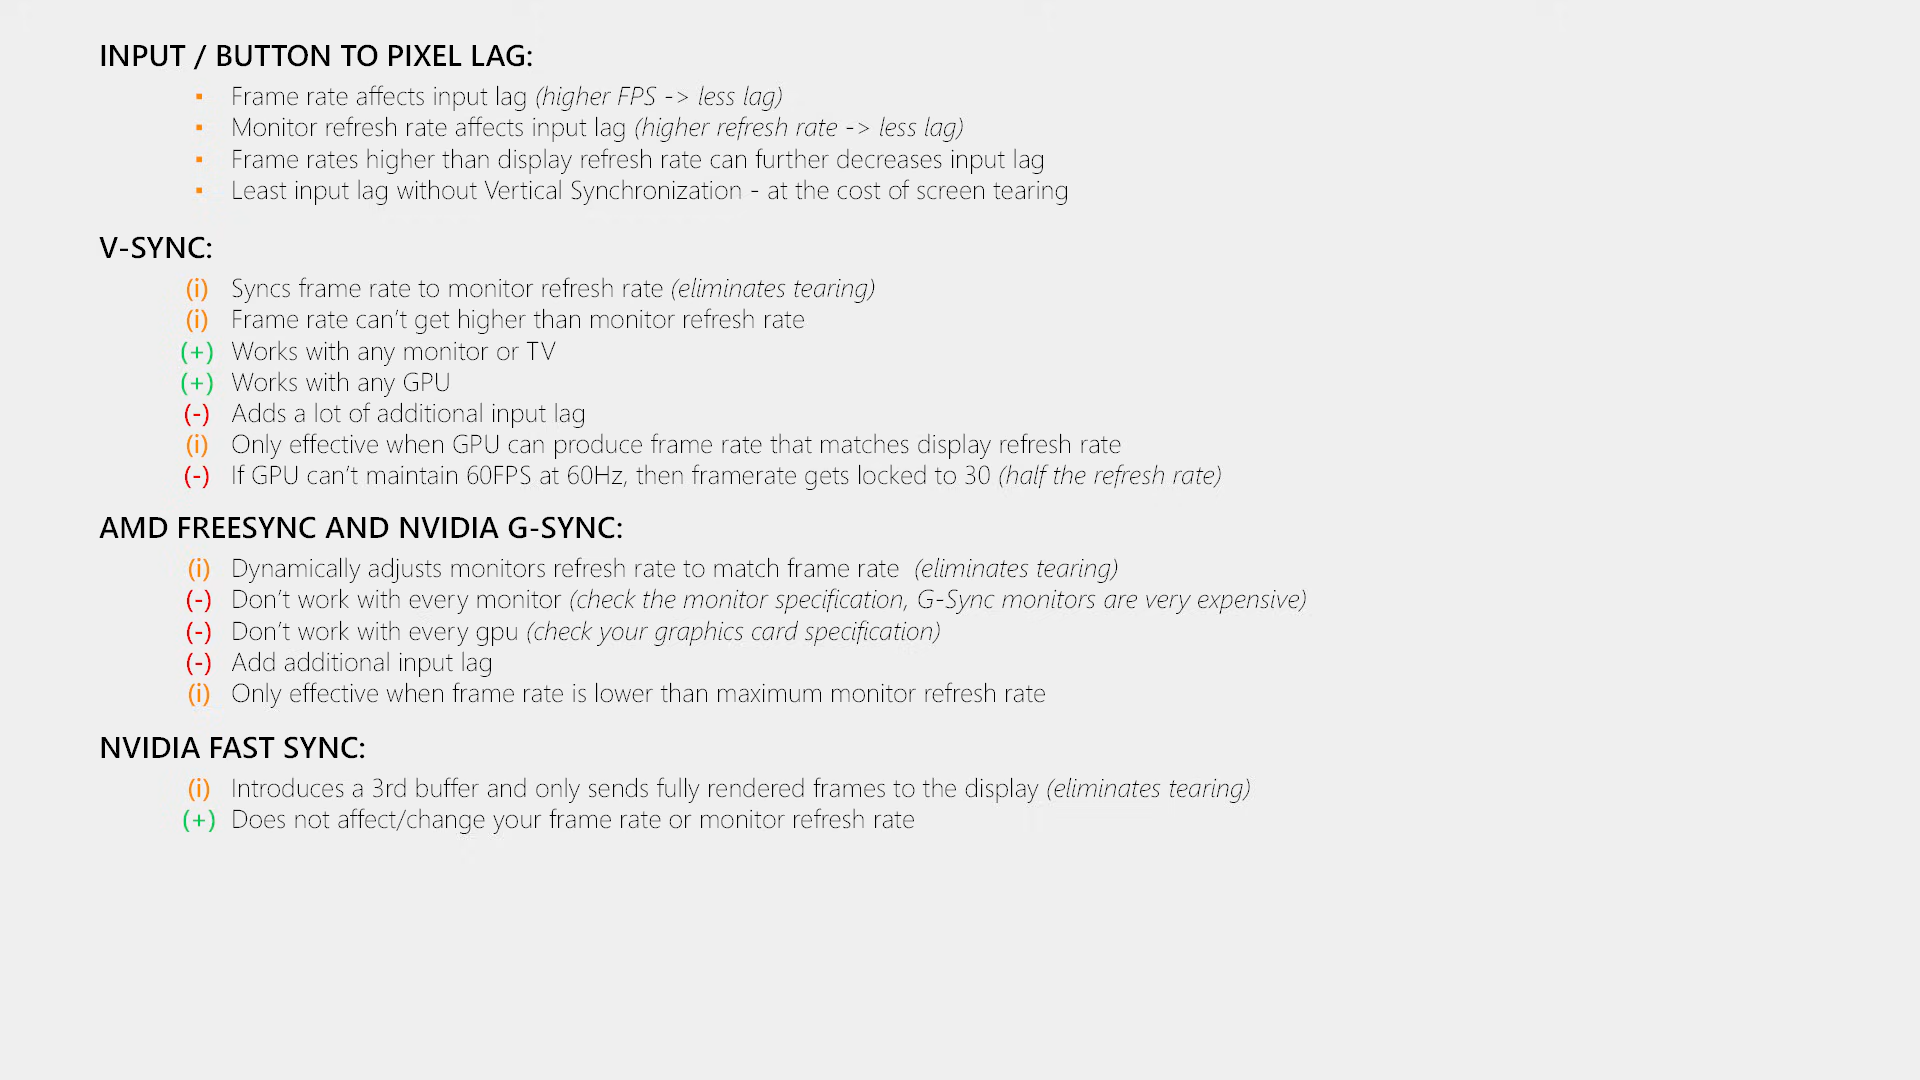 INPUT / BUTTON TO PIXEL LAG:
▪ Frame rate affects input lag (higher FPS -> less lag)
▪ Monitor refresh rate affects input lag (higher refresh rate -> less lag)
▪ Frame rates higher than display refresh rate can further decreases input lag
▪ Least input lag without Vertical Synchronization - at the cost of screen tearing
V-SYNC:
(i) Syncs frame rate to monitor refresh rate (eliminates tearing)
(i) Frame rate can't get higher than monitor refresh rate
(+) Works with any monitor or TV
(+) Works with any GPU
(-) Adds a lot of additional input lag
(i) Only effective when GPU can produce frame rate that matches display refresh rate
(-) If GPU can't maintain 60FPS at 60Hz, then framerate gets locked to 30 (half the refresh rate)
AMD FREESYNC AND NVIDIA G-SYNC:
(i) Dynamically adjusts monitors refresh rate to match frame rate (eliminates tearing)
(-) Don't work with every monitor (check the monitor specification, G-Sync monitors are very expensive)
(-) Don't work with every gpu (check your graphics card specification)
(-) Add additional input lag
(i) Only effective when frame rate is lower than maximum monitor refresh rate
NVIDIA FAST SYNC:
(i) Introduces a 3rd buffer and only sends fully rendered frames to the display (eliminates tearing)
(+) Does not affect/change your frame rate or monitor refresh rate